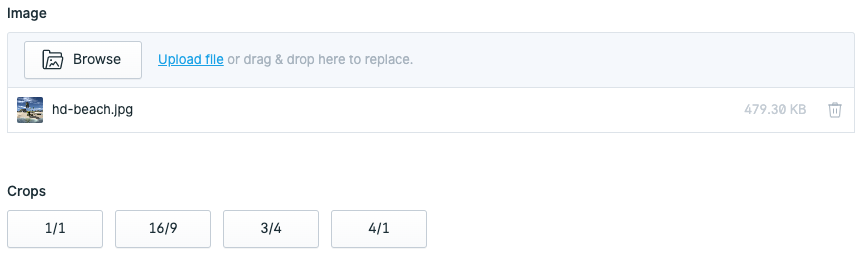 Image
Browse
Upload file or drag & drop here to replace.
hd-beach.jpg
479.30 KB
Crops
1/1
16/9
3/4
4/1